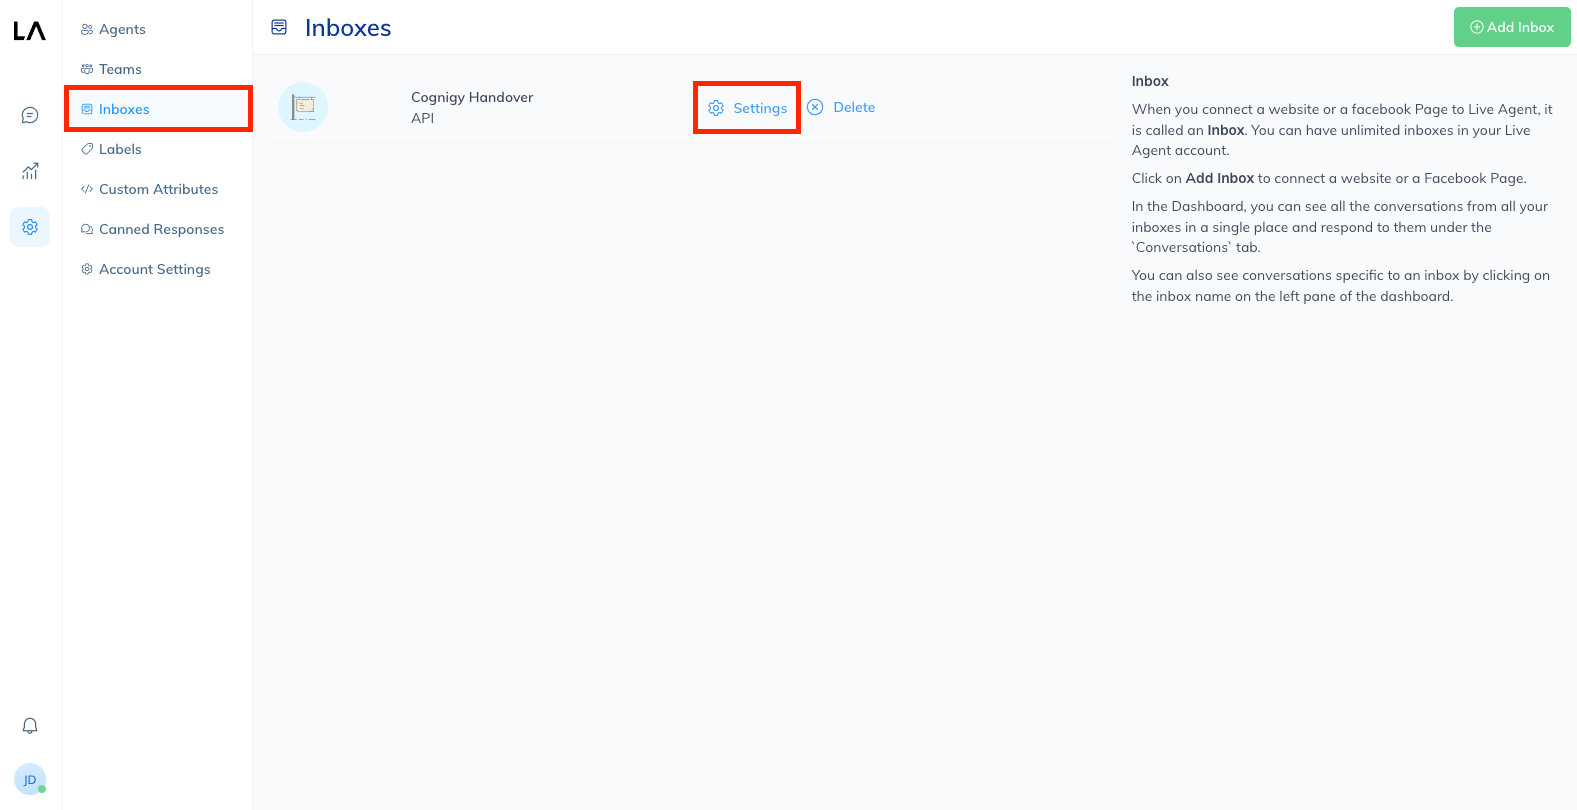 LA
Agents
Teams
Inboxes
Labels
Custom Attributes
Canned Responses
Account Settings
JD
Inboxes
Add Inbox
Cognigy Handover
API
Settings
Delete
Inbox
When you connect a website or a facebook Page to Live Agent, it
is called an Inbox. You can have unlimited inboxes in your Live
Agent account.
Click on Add Inbox to connect a website or a Facebook Page.
In the Dashboard, you can see all the conversations from all your
inboxes in a single place and respond to them under the
`Conversations` tab.
You can also see conversations specific to an inbox by clicking on
the inbox name on the left pane of the dashboard.